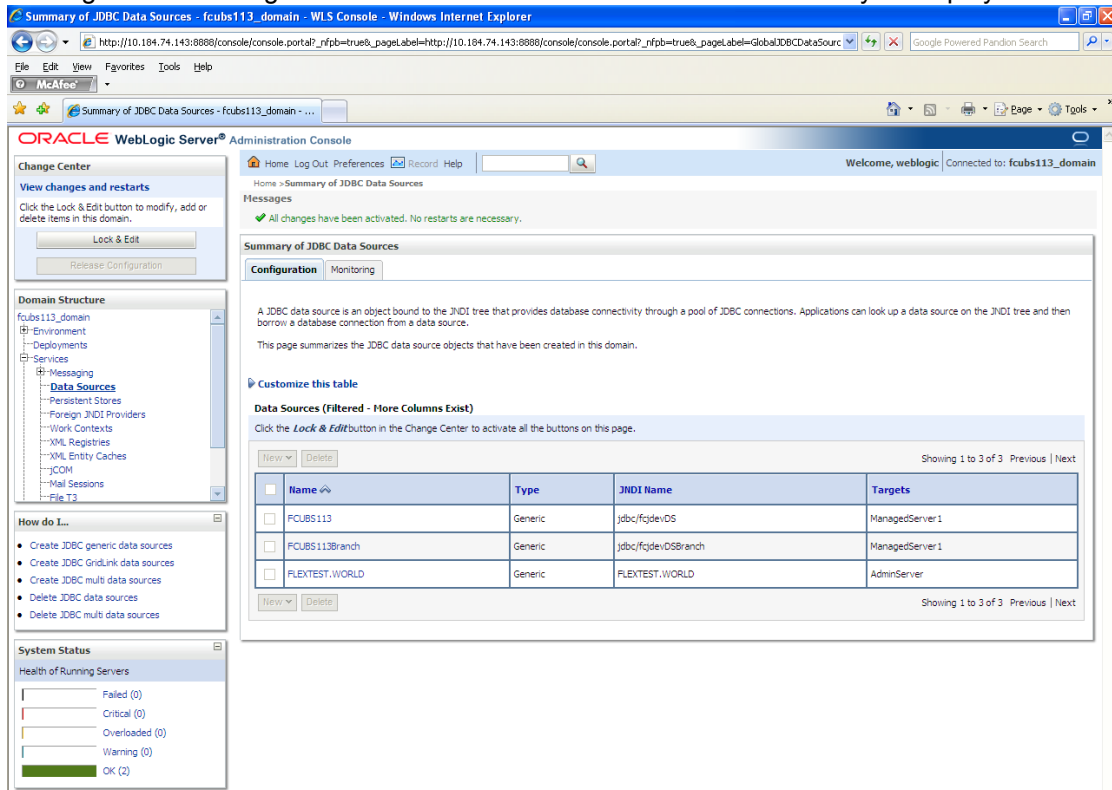 Summary of JDBC Data Sources - fcubs113_domain - WLS Console - Windows Internet Explorer
http://10.184.74.143:8888/console/console.portal?_nfpb=true&_pageLabel=http://10.184.74.143:8888/console/console.portal?_nfpb=true&_pageLabel=GlobalJDBCDataSourc
Google Powered Pandion Search
File Edit View Favorites Tools Help
McAfee
Summary of JDBC Data Sources - fcubs113_domain - ...
Page Tools
ORACLE WebLogic Server® Administration Console
Change Center
View changes and restarts
Click the Lock & Edit button to modify, add or
delete items in this domain.
Lock & Edit
Release Configuration
Domain Structure
fcubs113_domain
Environment
Deployments
Services
Messaging
Data Sources
Persistent Stores
Foreign JNDI Providers
Work Contexts
XML Registries
XML Entity Caches
jCOM
Mail Sessions
File T3
How do I...
Create JDBC generic data sources
Create JDBC GridLink data sources
Create JDBC multi data sources
Delete JDBC data sources
Delete JDBC multi data sources
System Status
Health of Running Servers
Failed (0)
Critical (0)
Overloaded (0)
Warning (0)
OK (2)
Home Log Out Preferences Record Help
Welcome, weblogic Connected to: fcubs113_domain
Home >Summary of JDBC Data Sources
Messages
All changes have been activated. No restarts are necessary.
Summary of JDBC Data Sources
Configuration Monitoring
A JDBC data source is an object bound to the JNDI tree that provides database connectivity through a pool of JDBC connections. Applications can look up a data source on the JNDI tree and then
borrow a database connection from a data source.
This page summarizes the JDBC data source objects that have been created in this domain.
Customize this table
Data Sources (Filtered - More Columns Exist)
Click the Lock & Edit button in the Change Center to activate all the buttons on this page.
New Delete Showing 1 to 3 of 3 Previous | Next
Name Type JNDI Name Targets
FCUBS113 Generic jdbc/fcjdevDS ManagedServer1
FCUBS113Branch Generic jdbc/fcjdevDSBranch ManagedServer1
FLEXTEST.WORLD Generic FLEXTEST.WORLD AdminServer
New Delete Showing 1 to 3 of 3 Previous | Next